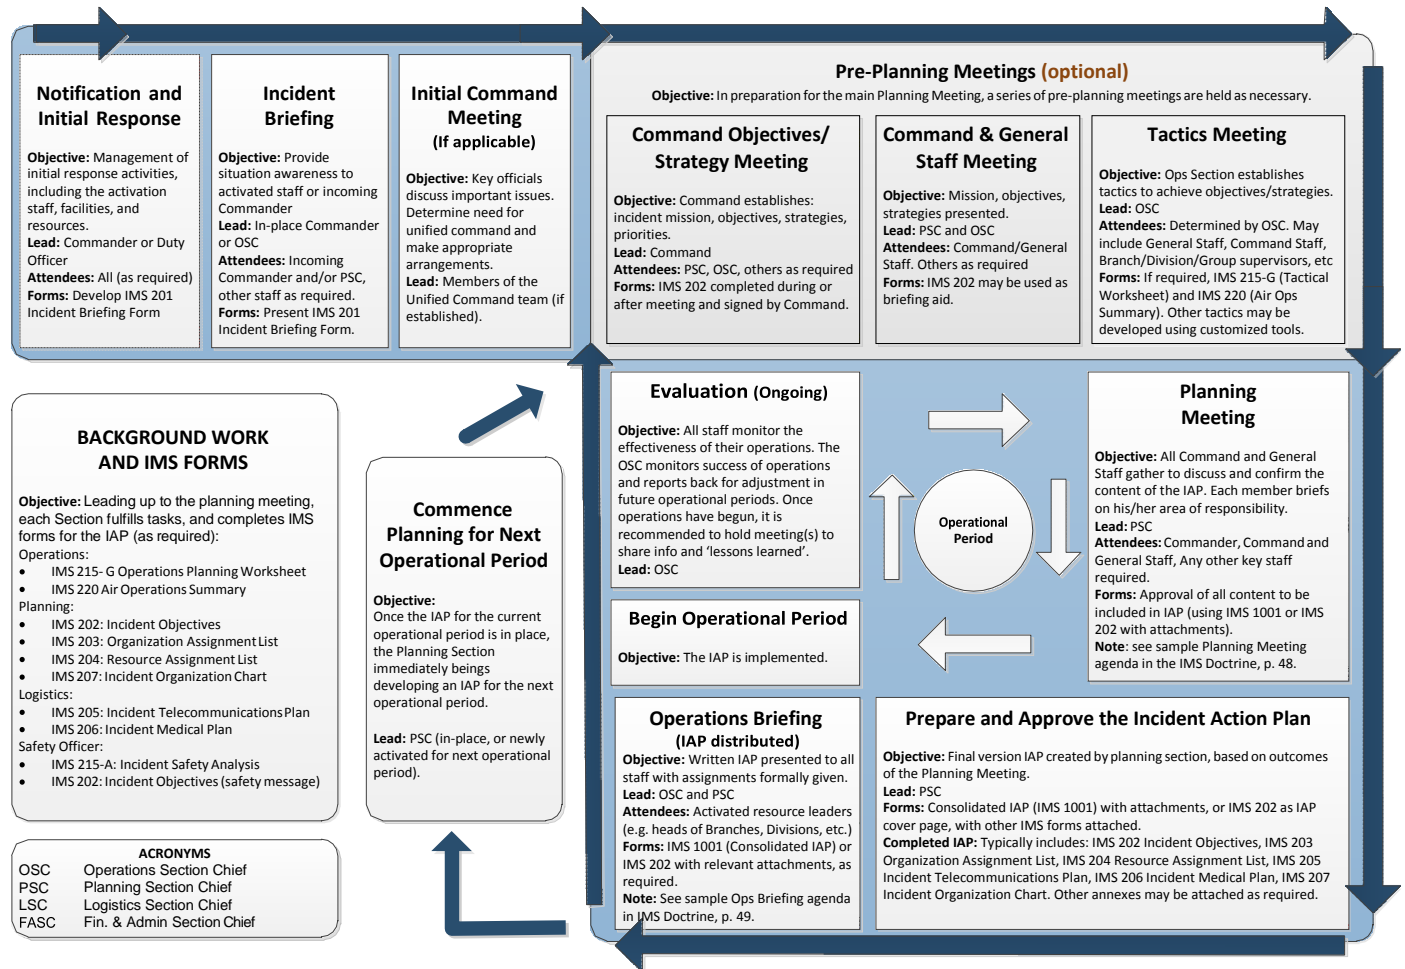 Notification and
Initial Response
Objective: Management of
initial response activities,
including the activation
staff, facilities, and
resources.
Lead: Commander or Duty
Officer
Attendees: All (as required)
Forms: Develop IMS 201
Incident Briefing Form
Incident
Briefing
Objective: Provide
situation awareness to
activated staff or incoming
Commander
Lead: In-place Commander
or OSC
Attendees: Incoming
Commander and/or PSC,
other staff as required.
Forms: Present IMS 201
Incident Briefing Form.
Initial Command
Meeting
(If applicable)
Objective: Key officials
discuss important issues.
Determine need for
unified command and
make appropriate
arrangements.
Lead: Members of the
Unified Command team (if
established).
Pre-Planning Meetings (optional)
Objective: In preparation for the main Planning Meeting, a series of pre-planning meetings are held as necessary.
Command Objectives/
Strategy Meeting
Objective: Command establishes:
incident mission, objectives, strategies,
priorities.
Lead: Command
Attendees: PSC, OSC, others as required
Forms: IMS 202 completed during or
after meeting and signed by Command.
Command & General
Staff Meeting
Objective: Mission, objectives,
strategies presented.
Lead: PSC and OSC
Attendees: Command/General
Staff. Others as required
Forms: IMS 202 may be used as
briefing aid.
Tactics Meeting
Objective: Ops Section establishes
tactics to achieve objectives/strategies.
Lead: OSC
Attendees: Determined by OSC. May
include General Staff, Command Staff,
Branch/Division/Group supervisors, etc
Forms: If required, IMS 215-G (Tactical
Worksheet) and IMS 220 (Air Ops
Summary). Other tactics may be
developed using customized tools.
BACKGROUND WORK
AND IMS FORMS
Objective: Leading up to the planning meeting,
each Section fulfills tasks, and completes IMS
forms for the IAP (as required):
Operations:
• IMS 215- G Operations Planning Worksheet
• IMS 220 Air Operations Summary
Planning:
• IMS 202: Incident Objectives
• IMS 203: Organization Assignment List
• IMS 204: Resource Assignment List
• IMS 207: Incident Organization Chart
Logistics:
• IMS 205: Incident Telecommunications Plan
• IMS 206: Incident Medical Plan
Safety Officer:
• IMS 215-A: Incident Safety Analysis
• IMS 202: Incident Objectives (safety message)
ACRONYMS
OSC Operations Section Chief
PSC Planning Section Chief
LSC Logistics Section Chief
FASC Fin. & Admin Section Chief
Commence
Planning for Next
Operational Period
Objective:
Once the IAP for the current
operational period is in place,
the Planning Section
immediately beings
developing an IAP for the next
operational period.
Lead: PSC (in-place, or newly
activated for next operational
period).
Evaluation (Ongoing)
Objective: All staff monitor the
effectiveness of their operations. The
OSC monitors success of operations
and reports back for adjustment in
future operational periods. Once
operations have begun, it is
recommended to hold meeting(s) to
share info and ‘lessons learned’.
Lead: OSC
Begin Operational Period
Objective: The IAP is implemented.
Operational
Period
Planning
Meeting
Objective: All Command and General
Staff gather to discuss and confirm the
content of the IAP. Each member briefs
on his/her area of responsibility.
Lead: PSC
Attendees: Commander, Command and
General Staff, Any other key staff
required.
Forms: Approval of all content to be
included in IAP (using IMS 1001 or IMS
202 with attachments).
Note: see sample Planning Meeting
agenda in the IMS Doctrine, p. 48.
Operations Briefing
(IAP distributed)
Objective: Written IAP presented to all
staff with assignments formally given.
Lead: OSC and PSC
Attendees: Activated resource leaders
(e.g. heads of Branches, Divisions, etc.)
Forms: IMS 1001 (Consolidated IAP) or
IMS 202 with relevant attachments, as
required.
Note: See sample Ops Briefing agenda
in IMS Doctrine, p. 49.
Prepare and Approve the Incident Action Plan
Objective: Final version IAP created by planning section, based on outcomes
of the Planning Meeting.
Lead: PSC
Forms: Consolidated IAP (IMS 1001) with attachments, or IMS 202 as IAP
cover page, with other IMS forms attached.
Completed IAP: Typically includes: IMS 202 Incident Objectives, IMS 203
Organization Assignment List, IMS 204 Resource Assignment List, IMS 205
Incident Telecommunications Plan, IMS 206 Incident Medical Plan, IMS 207
Incident Organization Chart. Other annexes may be attached as required.